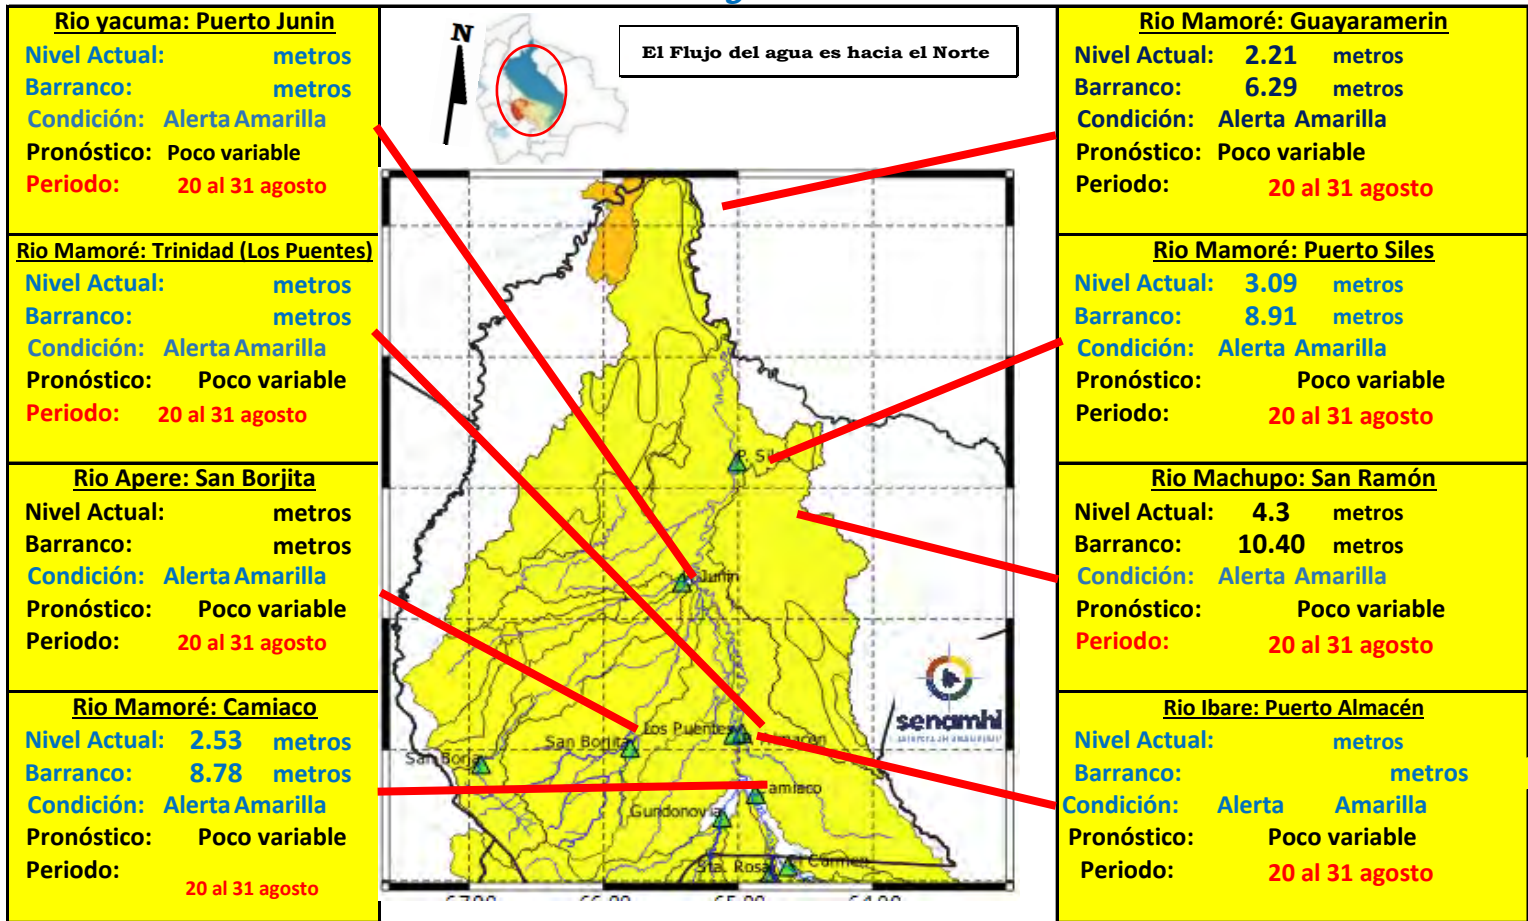 Rio yacuma: Puerto Junin
Nivel Actual: metros
Barranco: metros
Condición: Alerta Amarilla
Pronóstico: Poco variable
Periodo: 20 al 31 agosto
Rio Mamoré: Trinidad (Los Puentes)
Nivel Actual: metros
Barranco: metros
Condición: Alerta Amarilla
Pronóstico: Poco variable
Periodo: 20 al 31 agosto
Rio Apere: San Borjita
Nivel Actual: metros
Barranco: metros
Condición: Alerta Amarilla
Pronóstico: Poco variable
Periodo: 20 al 31 agosto
Rio Mamoré: Camiaco
Nivel Actual: 2.53 metros
Barranco: 8.78 metros
Condición: Alerta Amarilla
Pronóstico: Poco variable
Periodo:
20 al 31 agosto
N
El Flujo del agua es hacia el Norte
P. Siles
Junin
Los Puentes
P. Almacén
San Borjita
San Borja
Camiaco
Gundonovia
Sta. Rosa
El Carmen
senamhi
Rio Mamoré: Guayaramerin
Nivel Actual: 2.21 metros
Barranco: 6.29 metros
Condición: Alerta Amarilla
Pronóstico: Poco variable
Periodo: 20 al 31 agosto
Rio Mamoré: Puerto Siles
Nivel Actual: 3.09 metros
Barranco: 8.91 metros
Condición: Alerta Amarilla
Pronóstico: Poco variable
Periodo: 20 al 31 agosto
Rio Machupo: San Ramón
Nivel Actual: 4.3 metros
Barranco: 10.40 metros
Condición: Alerta Amarilla
Pronóstico: Poco variable
Periodo: 20 al 31 agosto
Rio Ibare: Puerto Almacén
Nivel Actual: metros
Barranco: metros
Condición: Alerta Amarilla
Pronóstico: Poco variable
Periodo: 20 al 31 agosto